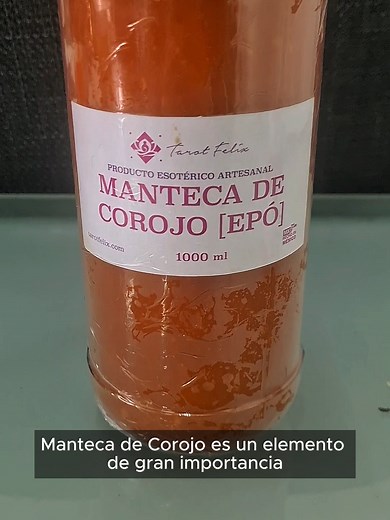 Tarot Felix
PRODUCTO ESOTÉRICO ARTESANAL
MANTECA DE
COROJO [EPÓ]
tarotfelix.com
1000 ml
Manteca de Corojo es un elemento
de gran importancia